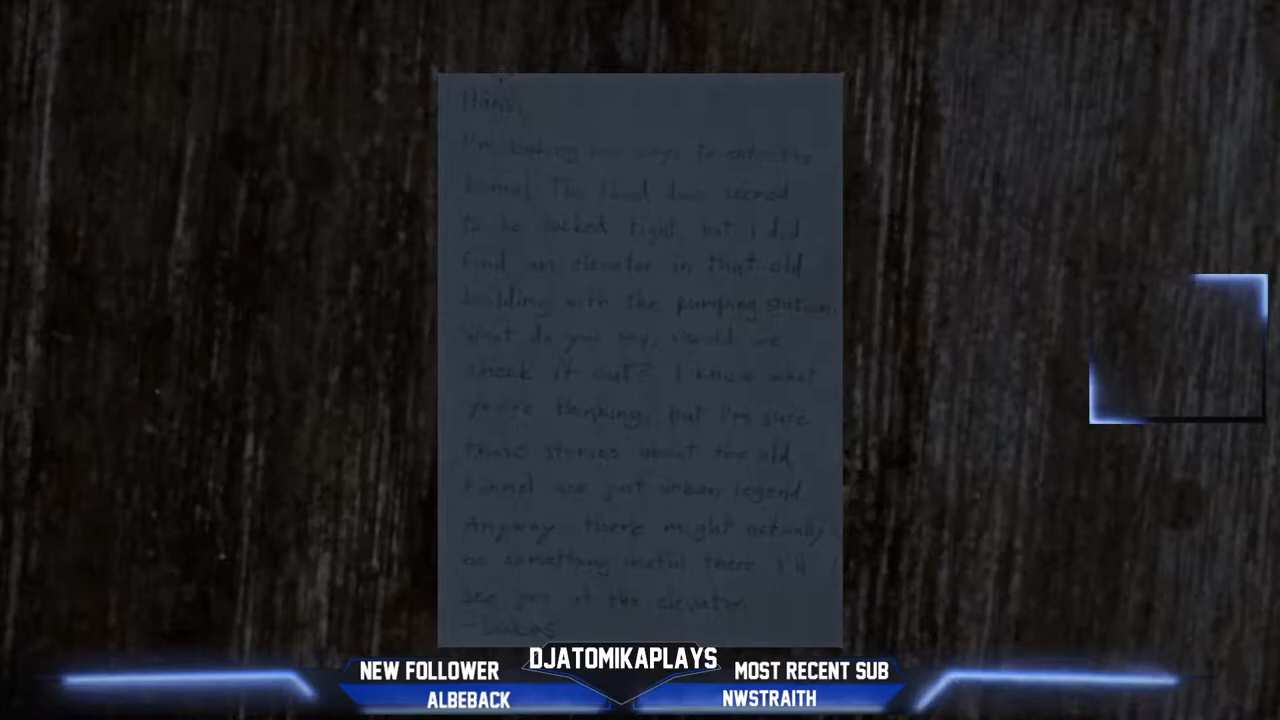 Hans,
I'm looking ways to enter the
tunnel. The flood door seemed
to be locked tight, but I did
find an elevator in that old
building with the pumping station.
What do you say, should we
check it out? I know what
you're thinking, but I'm sure
those stories about the old
tunnel are just urban legend.
Anyway, there might actually
be something useful there. I'll
see you at the elevator.
- Lukas
DJATOMIKAPLAYS
NEW FOLLOWER
ALBEBACK
MOST RECENT SUB
NWSTRAITH